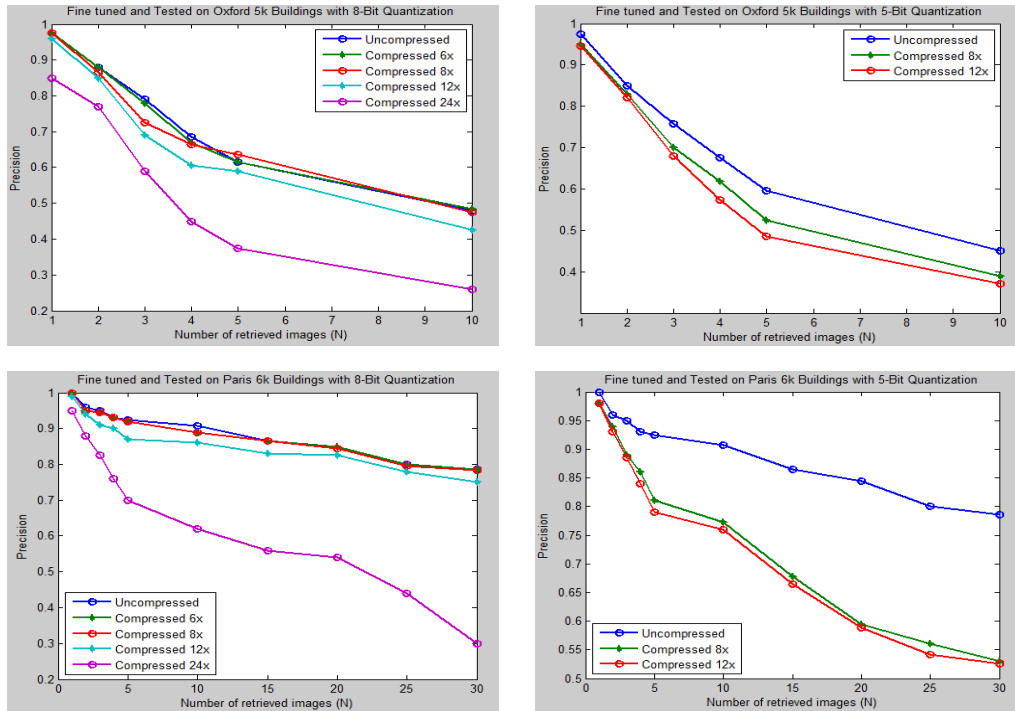 Fine tuned and Tested on Oxford 5k Buildings with 8-Bit Quantization
1
0.9
0.8
0.7
0.6
0.5
0.4
0.3
0.2
Precision
Uncompressed
Compressed 6x
Compressed 8x
Compressed 12x
Compressed 24x
1 2 3 4 5 6 7 8 9 10
Number of retrieved images (N)
Fine tuned and Tested on Oxford 5k Buildings with 5-Bit Quantization
1
0.9
0.8
0.7
0.6
0.5
0.4
Precision
Uncompressed
Compressed 8x
Compressed 12x
1 2 3 4 5 6 7 8 9 10
Number of retrieved images (N)
Fine tuned and Tested on Paris 6k Buildings with 8-Bit Quantization
1
0.9
0.8
0.7
0.6
0.5
0.4
0.3
0.2
Precision
Uncompressed
Compressed 6x
Compressed 8x
Compressed 12x
Compressed 24x
0 5 10 15 20 25 30
Number of retrieved images (N)
Fine tuned and Tested on Paris 6k Buildings with 5-Bit Quantization
1
0.95
0.9
0.85
0.8
0.75
0.7
0.65
0.6
0.55
0.5
Precision
Uncompressed
Compressed 8x
Compressed 12x
0 5 10 15 20 25 30
Number of retrieved images (N)